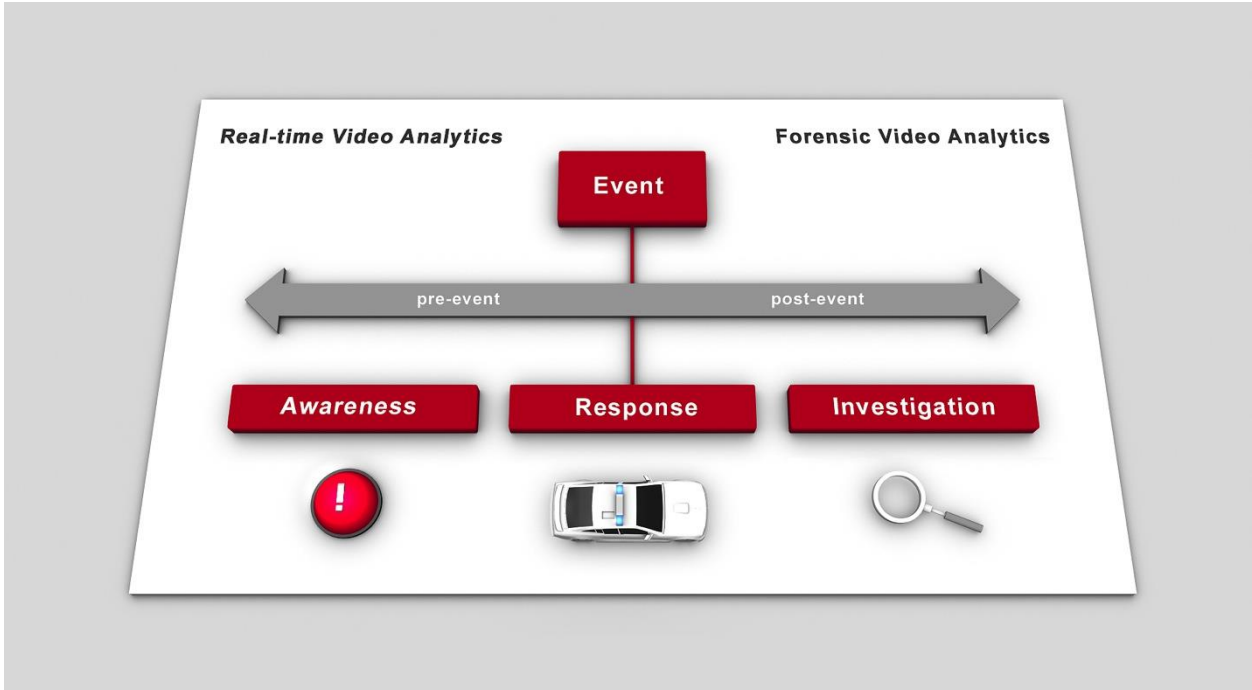 Real-time Video Analytics
Forensic Video Analytics
Event
pre-event
post-event
Awareness
Response
Investigation
!